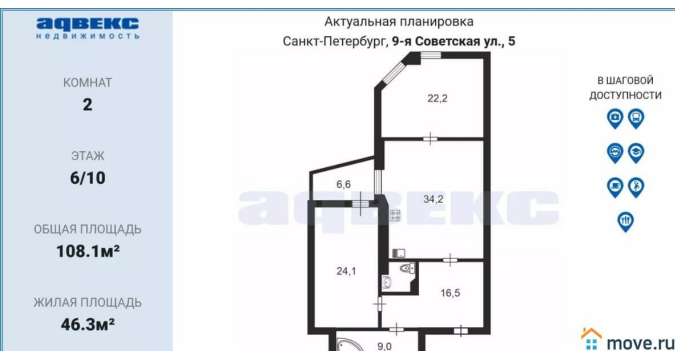 адвекс
недвижимость
КОМНАТ
2
ЭТАЖ
6/10
ОБЩАЯ ПЛОЩАДЬ
108.1м²
ЖИЛАЯ ПЛОЩАДЬ
46.3м²
Актуальная планировка
Санкт-Петербург, 9-я Советская ул., 5
22,2
6,6
34,2
адвекс
24,1
16,5
9,0
В ШАГОВОЙ
ДОСТУПНОСТИ
move.ru